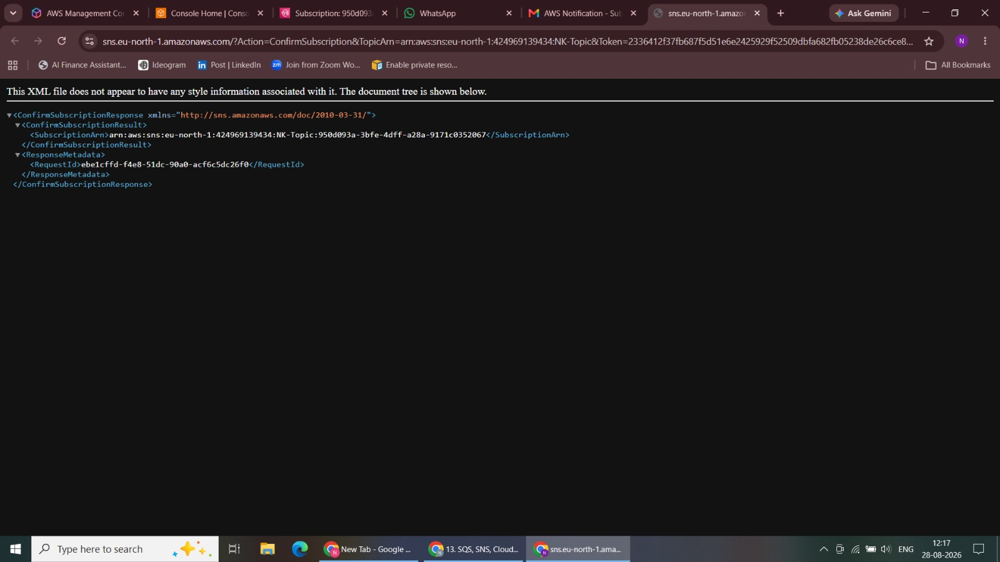 AWS Management Co
Console Home | Conso
Subscription: 950d093
WhatsApp
AWS Notification - Sub
sns.eu-north-1.amazo
Ask Gemini
sns.eu-north-1.amazonaws.com/?Action=ConfirmSubscription&TopicArn=arn:aws:sns:eu-north-1:424969139434:NK-Topic&Token=2336412f37fb687f5d51e6e2425929f52509dbfa682fb05238de26c6ce8...
N
AI Finance Assistant...
Ideogram
Post | LinkedIn
Join from Zoom Wo...
Enable private reso...
All Bookmarks
This XML file does not appear to have any style information associated with it. The document tree is shown below.
<ConfirmSubscriptionResponse xmlns="http://sns.amazonaws.com/doc/2010-03-31/">
<ConfirmSubscriptionResult>
<SubscriptionArn>arn:aws:sns:eu-north-1:424969139434:NK-Topic:950d093a-3bfe-4dff-a28a-9171c0352067</SubscriptionArn>
</ConfirmSubscriptionResult>
<ResponseMetadata>
<RequestId>ebe1cffd-f4e8-51dc-90a0-acf6c5dc26f0</RequestId>
</ResponseMetadata>
</ConfirmSubscriptionResponse>
Type here to search
New Tab - Google ...
13. SQS, SNS, Cloud...
sns.eu-north-1.ama...
ENG
12:17
28-08-2026